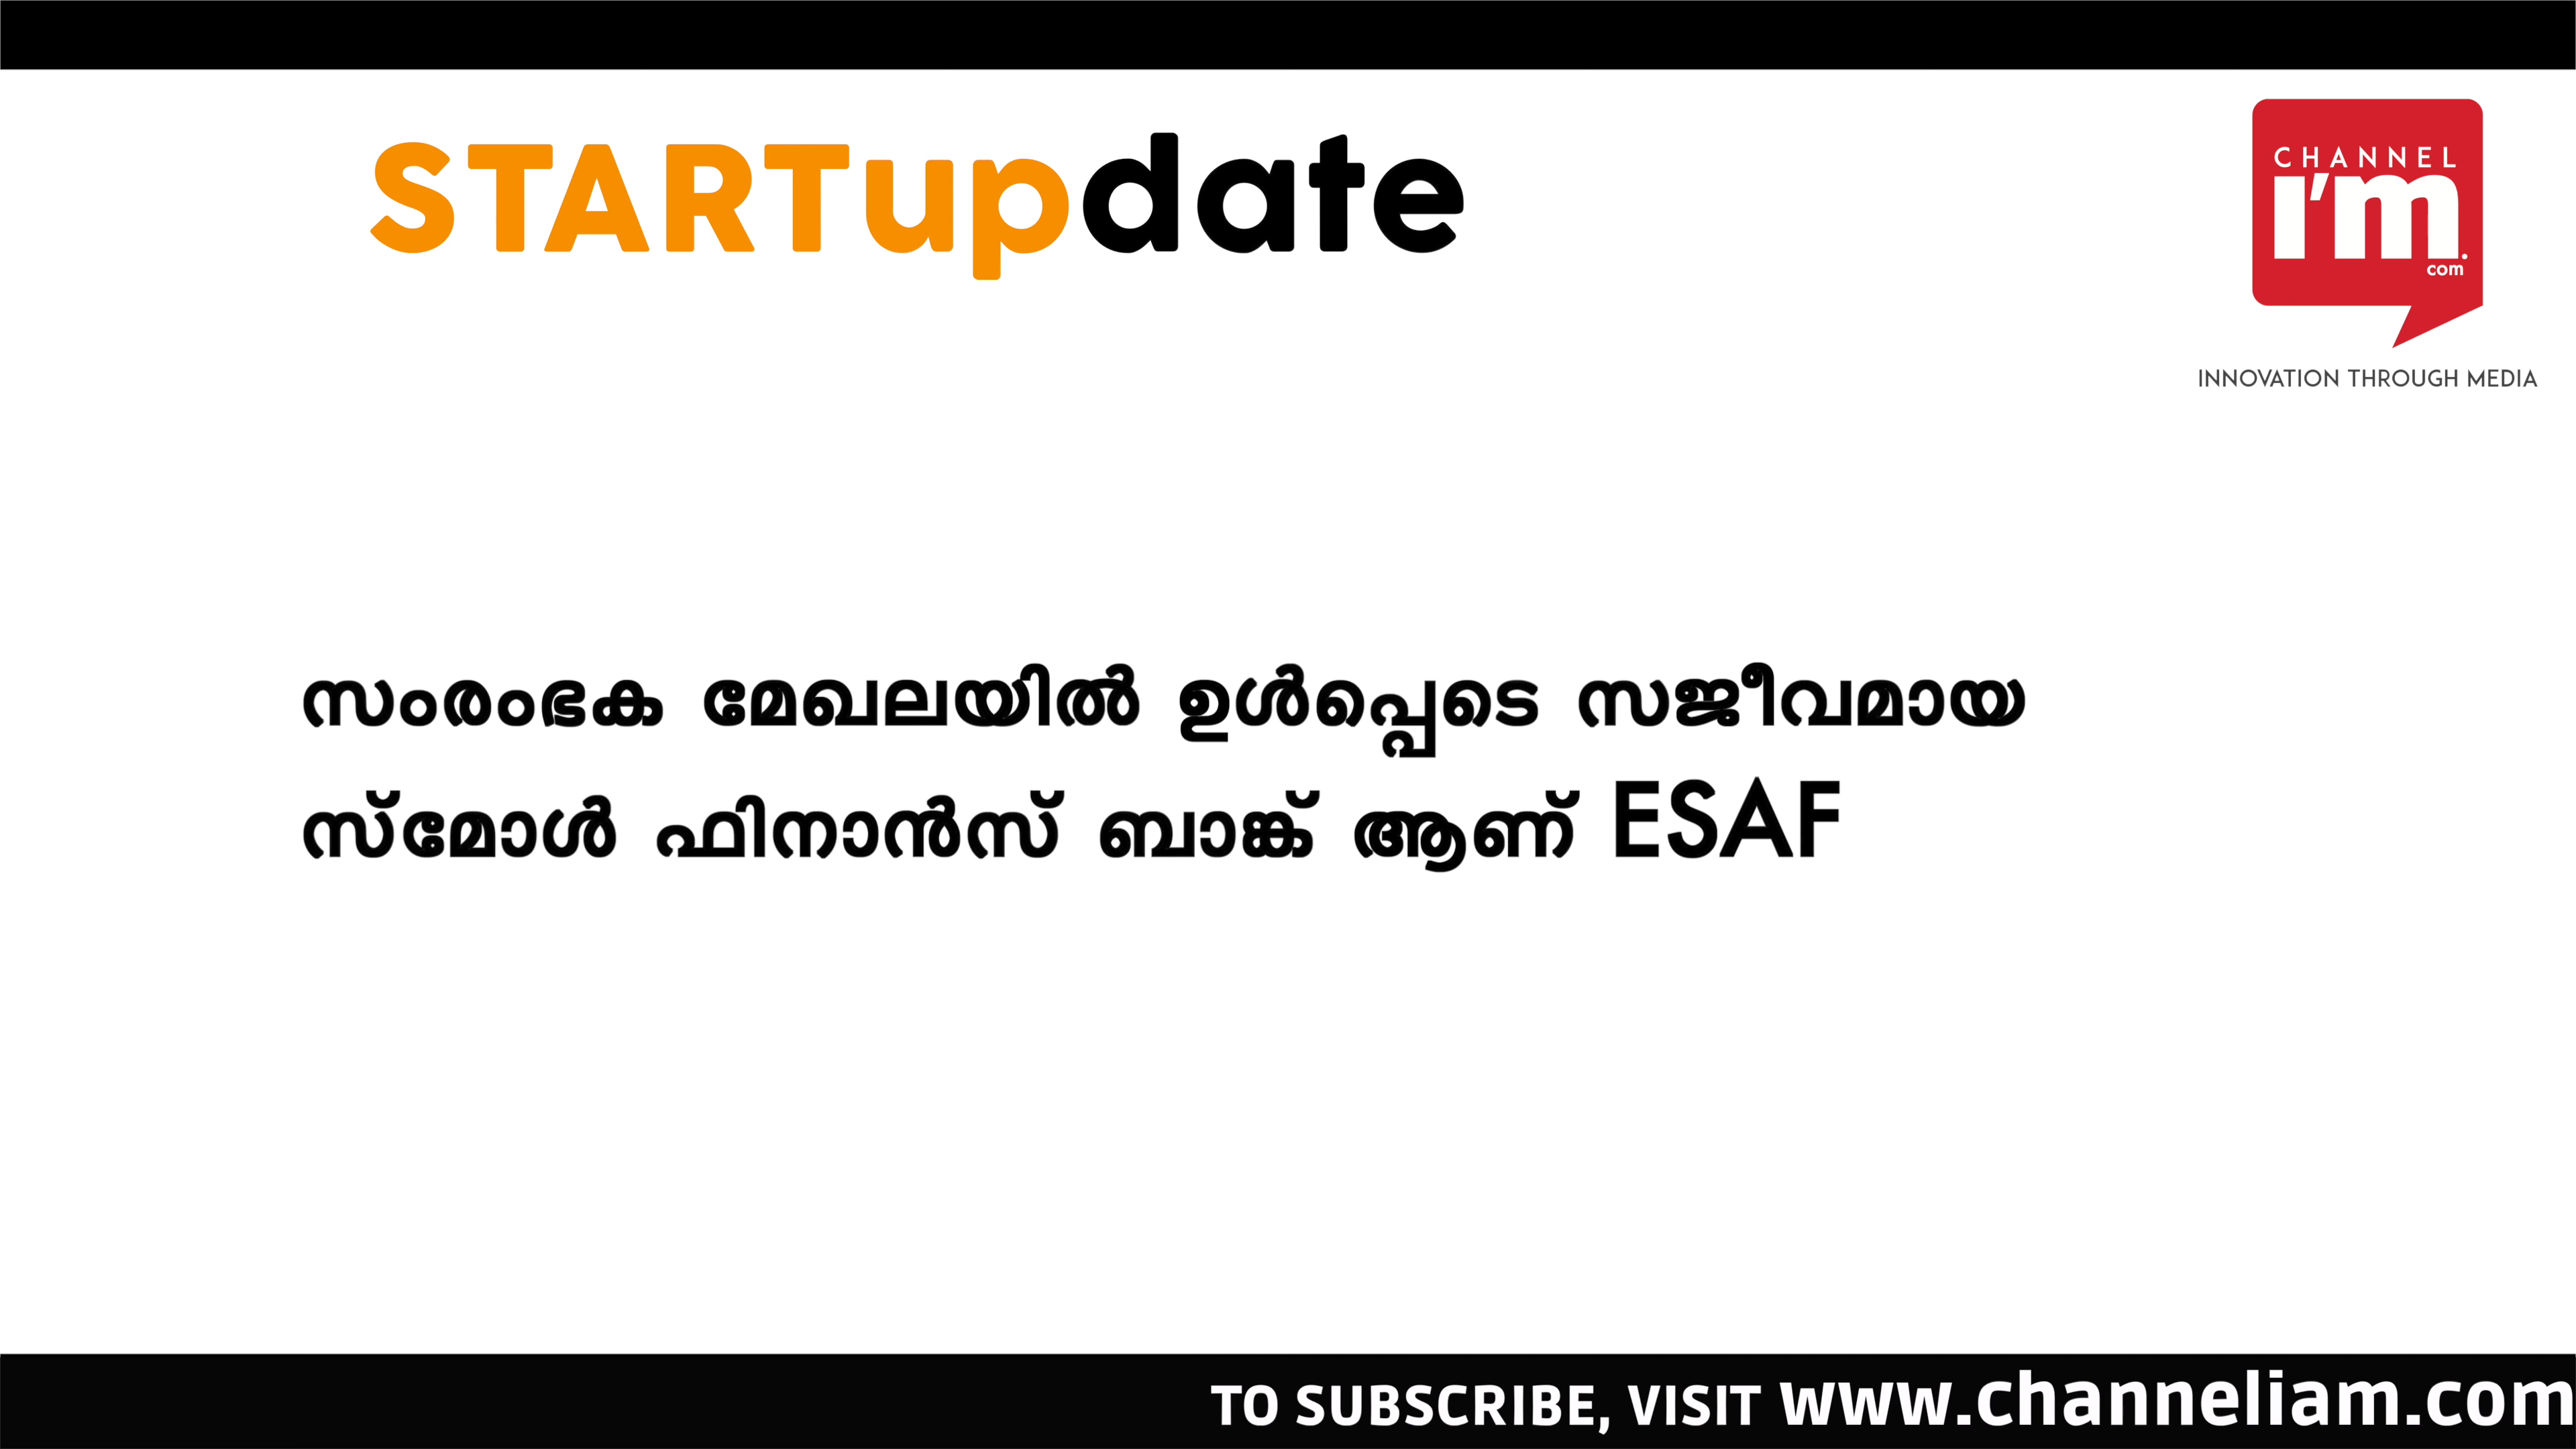 STARTupdate
CHANNEL
I'm.
com
INNOVATION THROUGH MEDIA
സംരംഭക മേഖലയിൽ ഉൾപ്പെടെ സജീവമായ
സ്മോൾ ഫിനാൻസ് ബാങ്ക് ആണ് ESAF
TO SUBSCRIBE, VISIT www.channeliam.com